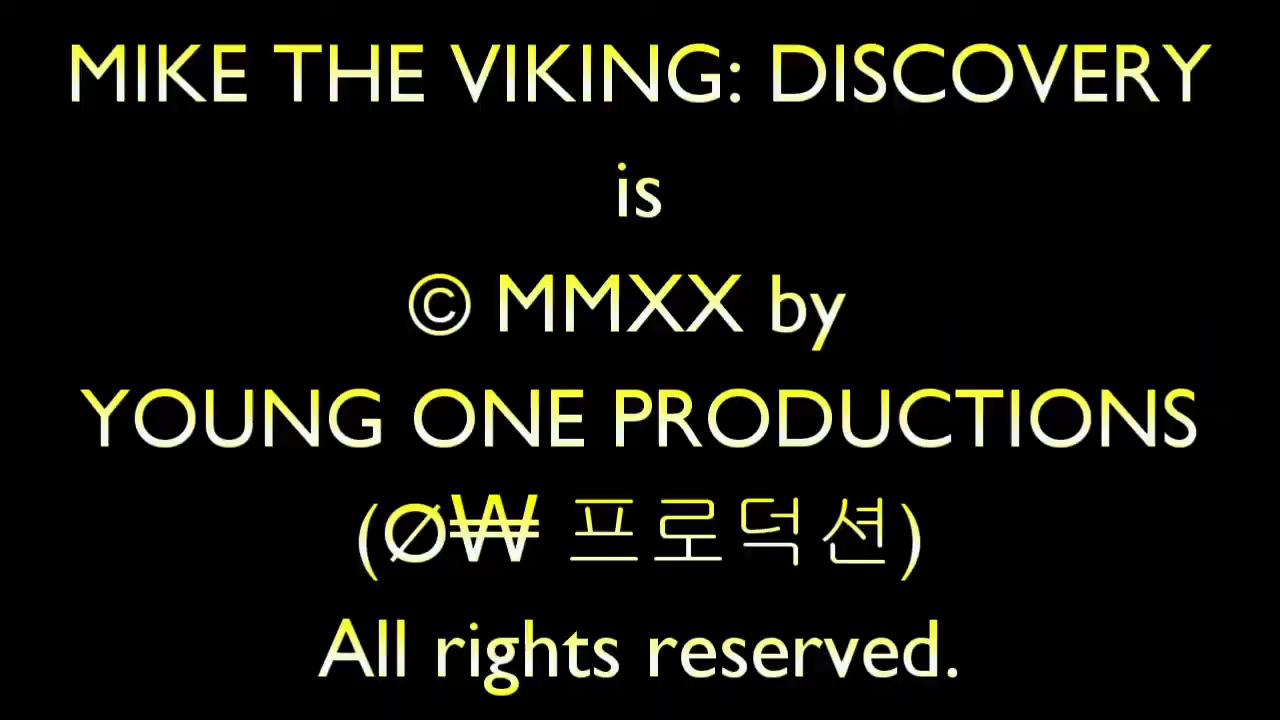 MIKE THE VIKING: DISCOVERY
is
© MMXX by
YOUNG ONE PRODUCTIONS
(Ø₩ 프로덕션)
All rights reserved.